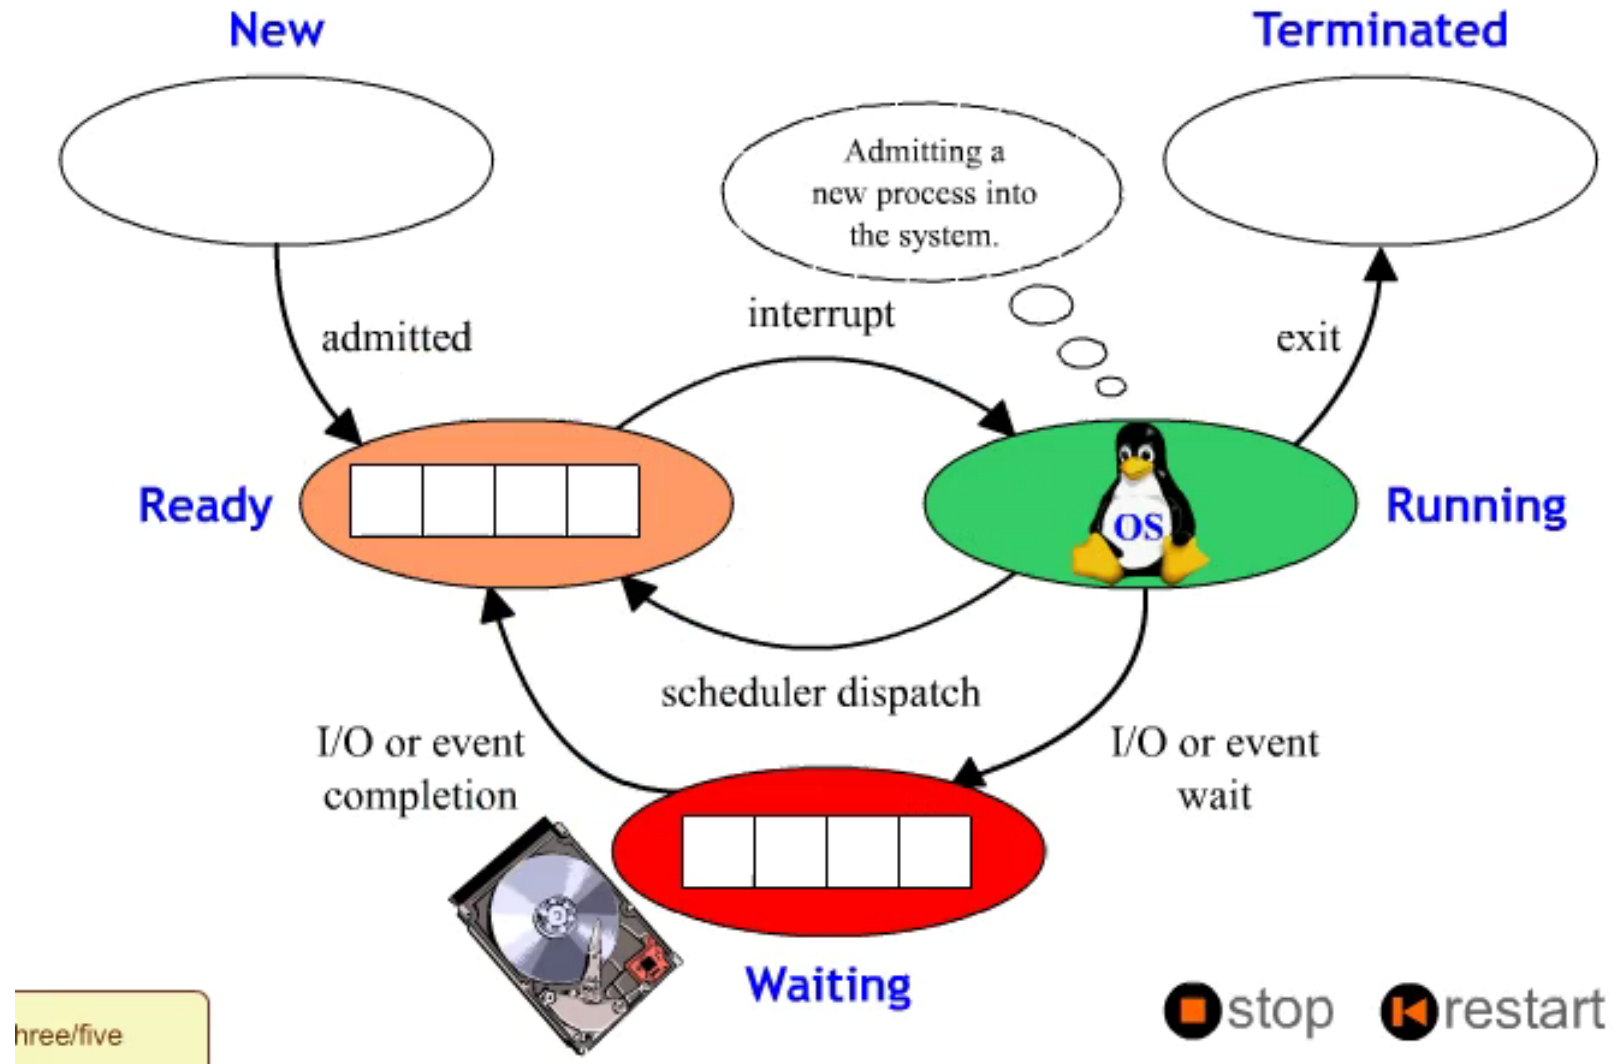 New
Terminated
Admitting a
new process into
the system.
interrupt
admitted
exit
Ready
OS
Running
scheduler dispatch
I/O or event
completion
I/O or event
wait
Waiting
stop
restart
hree/five